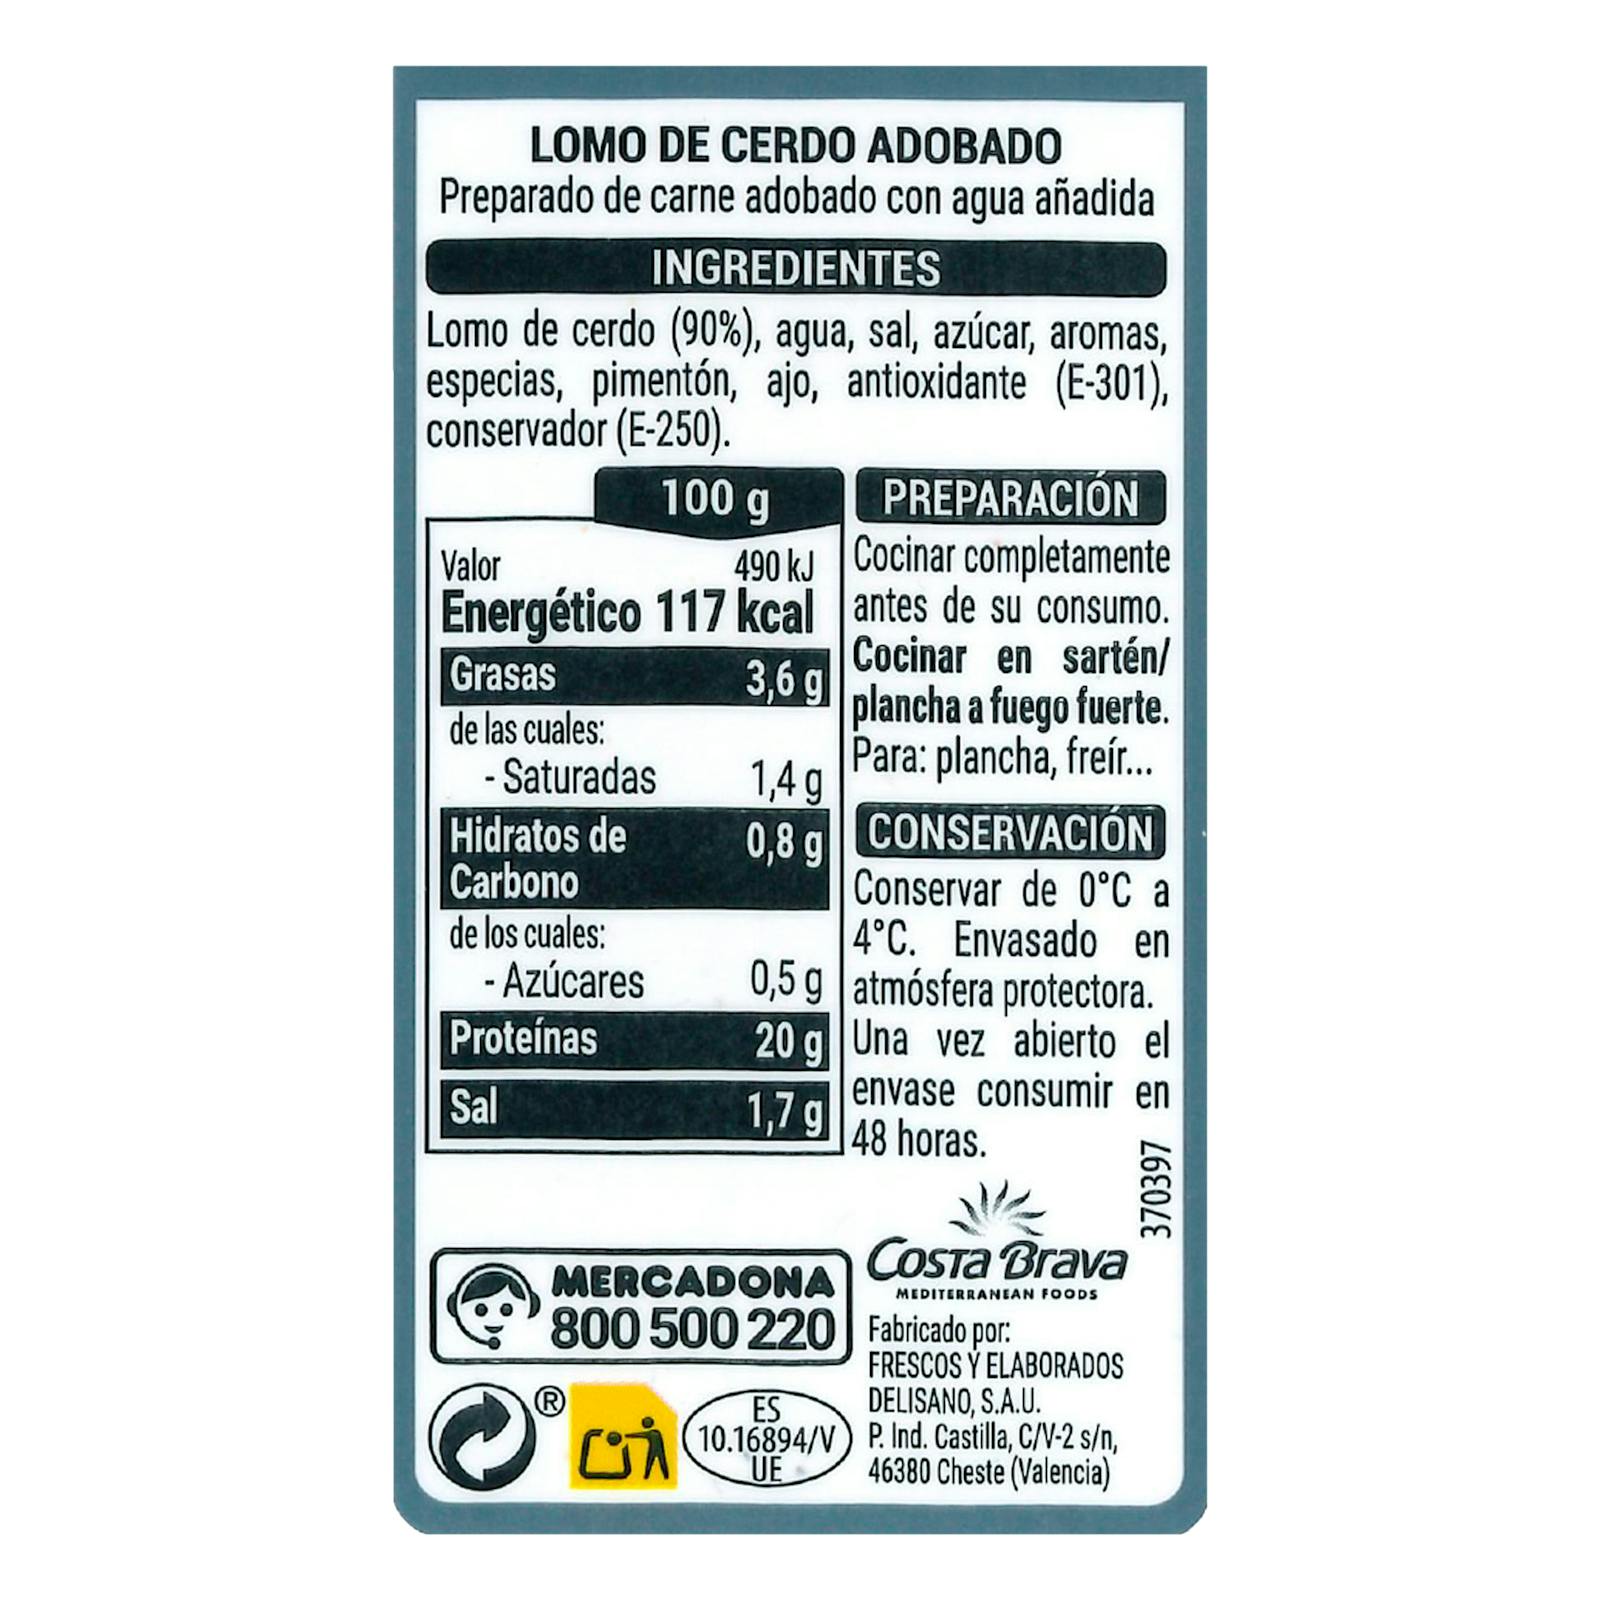 LOMO DE CERDO ADOBADO
Preparado de carne adobado con agua añadida
INGREDIENTES
Lomo de cerdo (90%), agua, sal, azúcar, aromas,
especias, pimentón, ajo, antioxidante (E-301),
conservador (E-250).
100 g
Valor 490 kJ
Energético 117 kcal
Grasas 3,6 g
de las cuales:
- Saturadas 1,4 g
Hidratos de 0,8 g
Carbono
de los cuales:
- Azúcares 0,5 g
Proteínas 20 g
Sal 1,7 g
PREPARACIÓN
Cocinar completamente
antes de su consumo.
Cocinar en sartén/
plancha a fuego fuerte.
Para: plancha, freír...
CONSERVACIÓN
Conservar de 0°C a
4°C. Envasado en
atmósfera protectora.
Una vez abierto el
envase consumir en
48 horas.
370397
MERCADONA
800 500 220
®
ES
10.16894/V
UE
Costa Brava
MEDITERRANEAN FOODS
Fabricado por:
FRESCOS Y ELABORADOS
DELISANO, S.A.U.
P. Ind. Castilla, C/V-2 s/n,
46380 Cheste (Valencia)